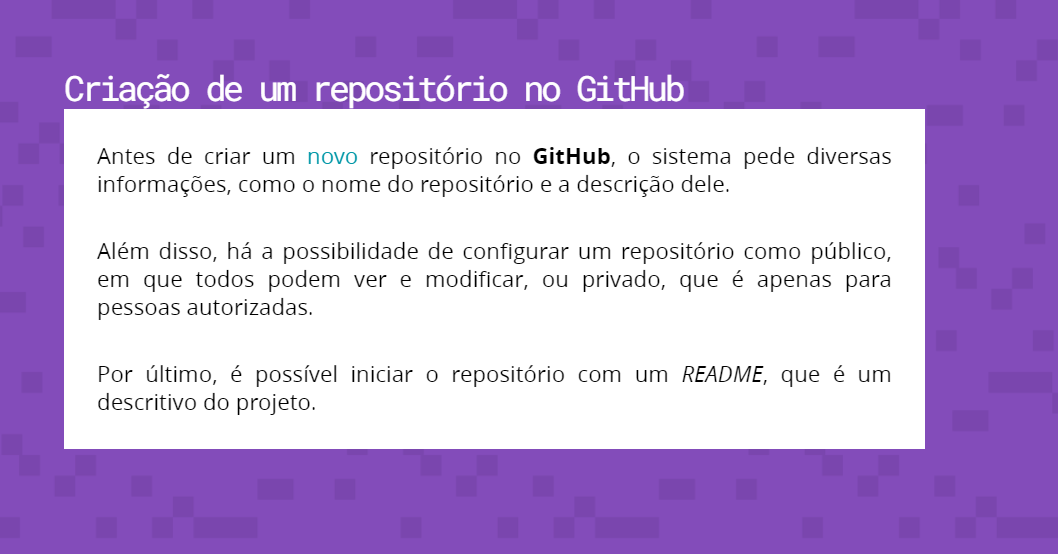 Criação de um repositório no GitHub
Antes de criar um novo repositório no GitHub, o sistema pede diversas
informações, como o nome do repositório e a descrição dele.
Além disso, há a possibilidade de configurar um repositório como público,
em que todos podem ver e modificar, ou privado, que é apenas para
pessoas autorizadas.
Por último, é possível iniciar o repositório com um README, que é um
descritivo do projeto.